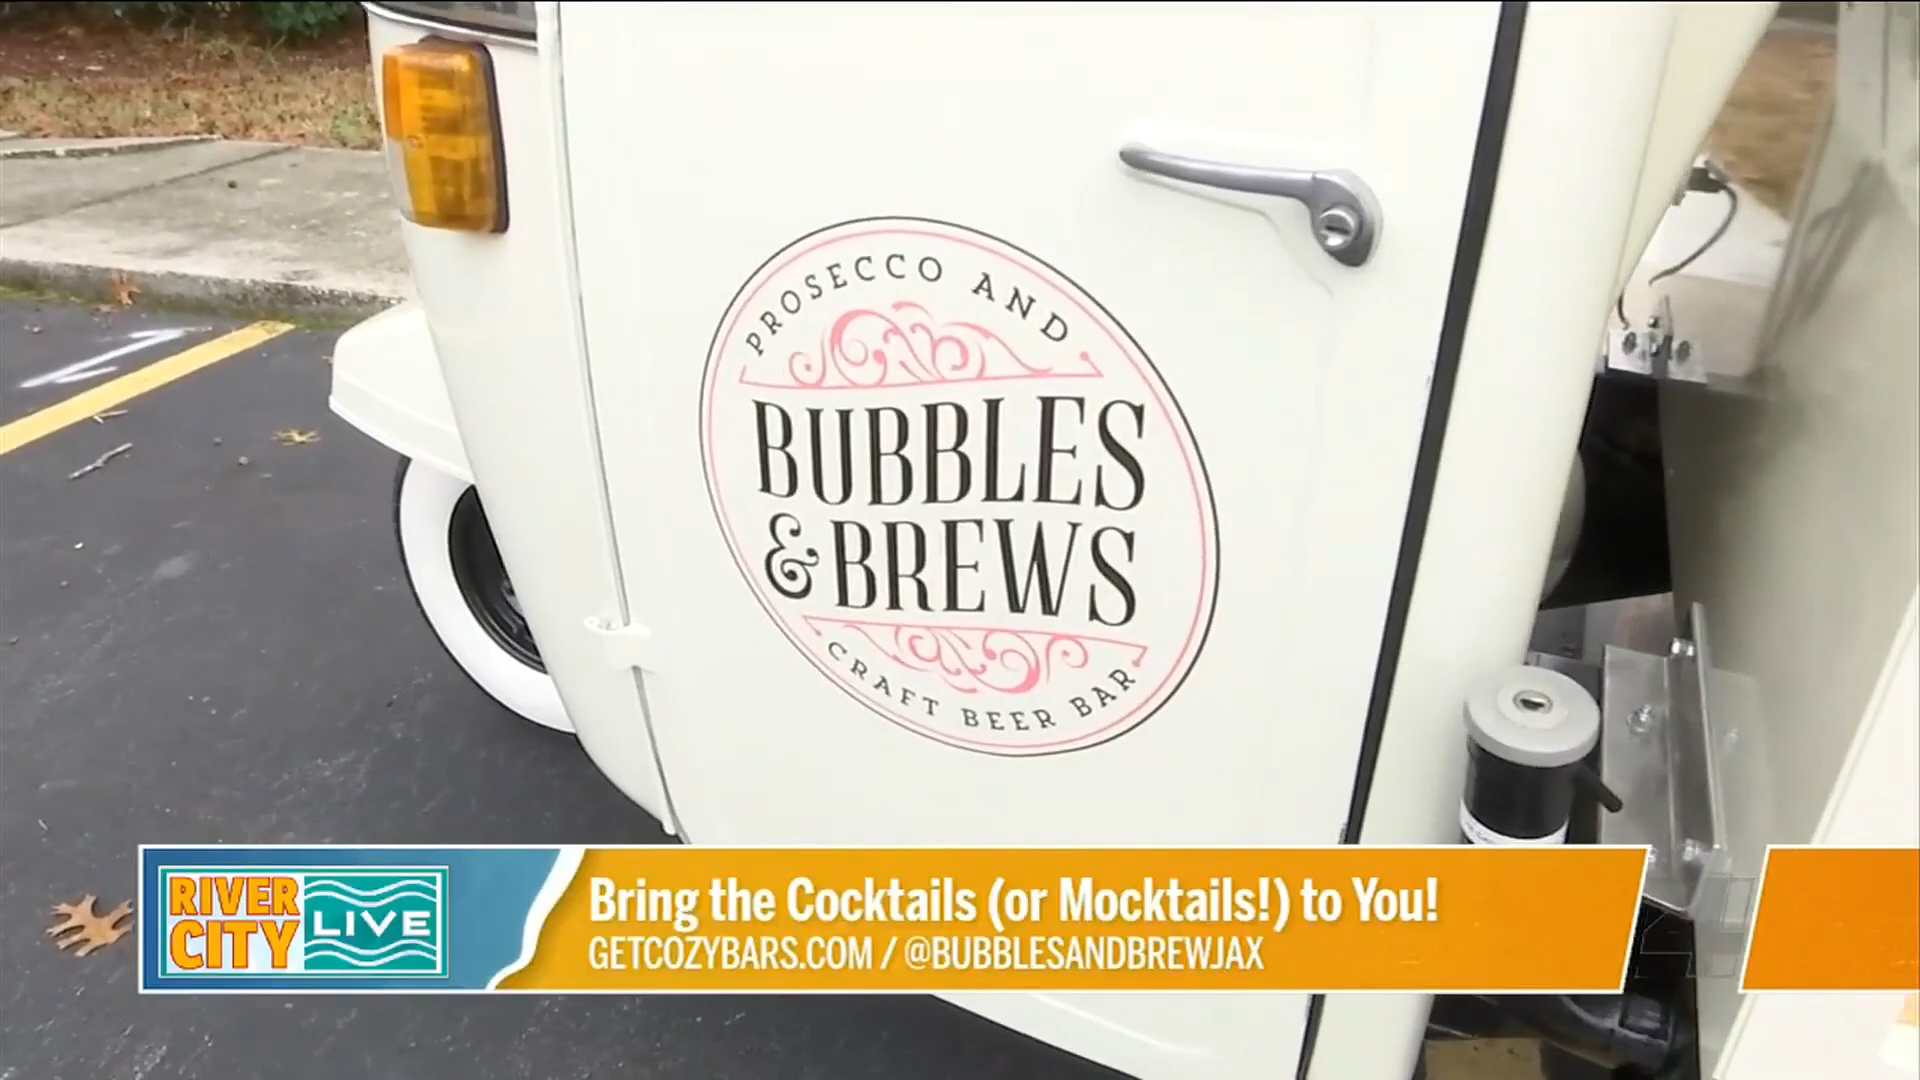 PROSECCO AND
BUBBLES
& BREWS
CRAFT BEER BAR
RIVER
CITY
LIVE
Bring the Cocktails (or Mocktails!) to You!
GETCOZYBARS.COM / @BUBBLESANDBREWJAX